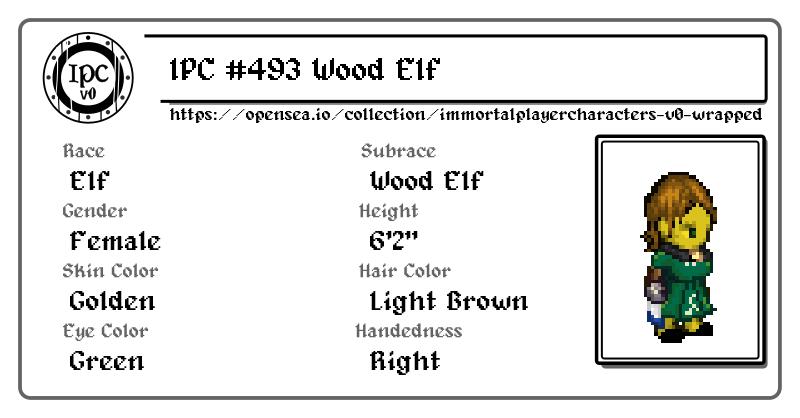 IPC
v0
IPC #493 Wood Elf
https://opensea.io/collection/immortalplayercharacters-v0-wrapped
Race
Elf
Subrace
Wood Elf
Gender
Female
Height
6'2"
Skin Color
Golden
Hair Color
Light Brown
Eye Color
Green
Handedness
Right